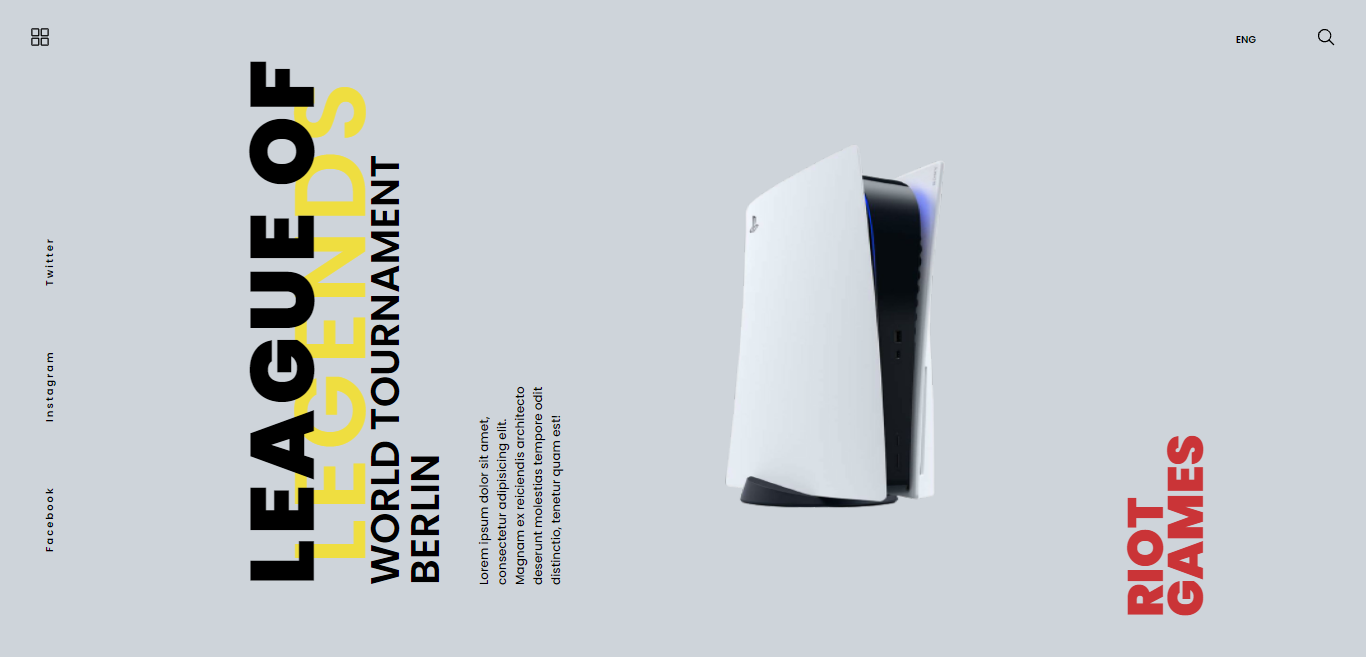 ENG
Twitter
Instagram
Facebook
LEAGUE OF
LEGENDS
WORLD TOURNAMENT
BERLIN
Lorem ipsum dolor sit amet,
consectetur adipisicing elit.
Magnam ex reiciendis architecto
deserunt molestias tempore odit
distinctio, tenetur quam est!
RIOT
GAMES